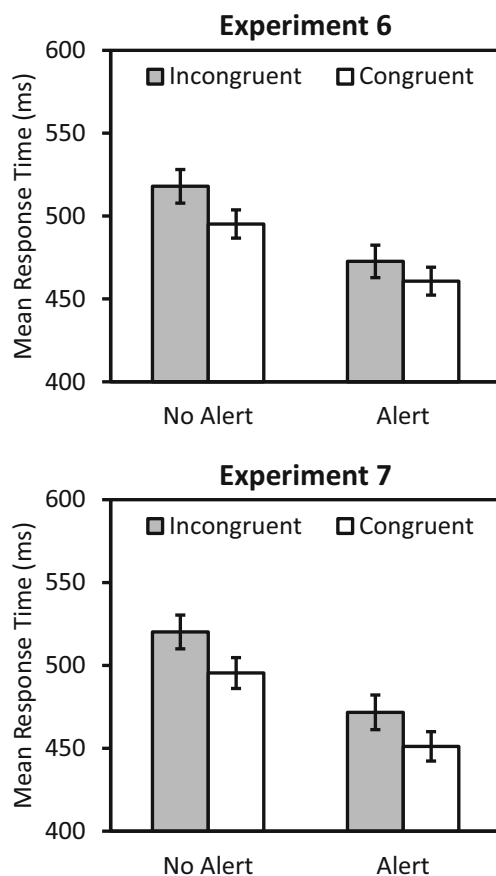 Experiment 6
600
Incongruent Congruent
550
500
450
400
Mean Response Time (ms)
No Alert Alert
Experiment 7
600
Incongruent Congruent
550
500
450
400
Mean Response Time (ms)
No Alert Alert